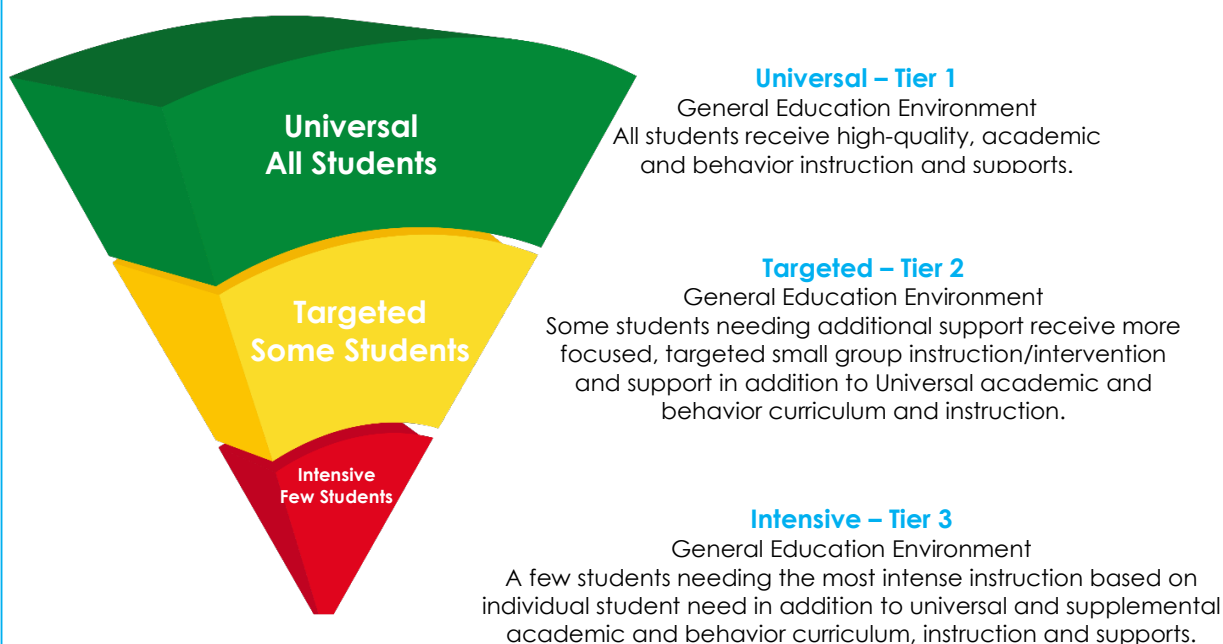 Universal
All Students
Universal – Tier 1
General Education Environment
All students receive high-quality, academic
and behavior instruction and supports.
Targeted
Some Students
Targeted – Tier 2
General Education Environment
Some students needing additional support receive more
focused, targeted small group instruction/intervention
and support in addition to Universal academic and
behavior curriculum and instruction.
Intensive
Few Students
Intensive – Tier 3
General Education Environment
A few students needing the most intense instruction based on
individual student need in addition to universal and supplemental
academic and behavior curriculum, instruction and supports.